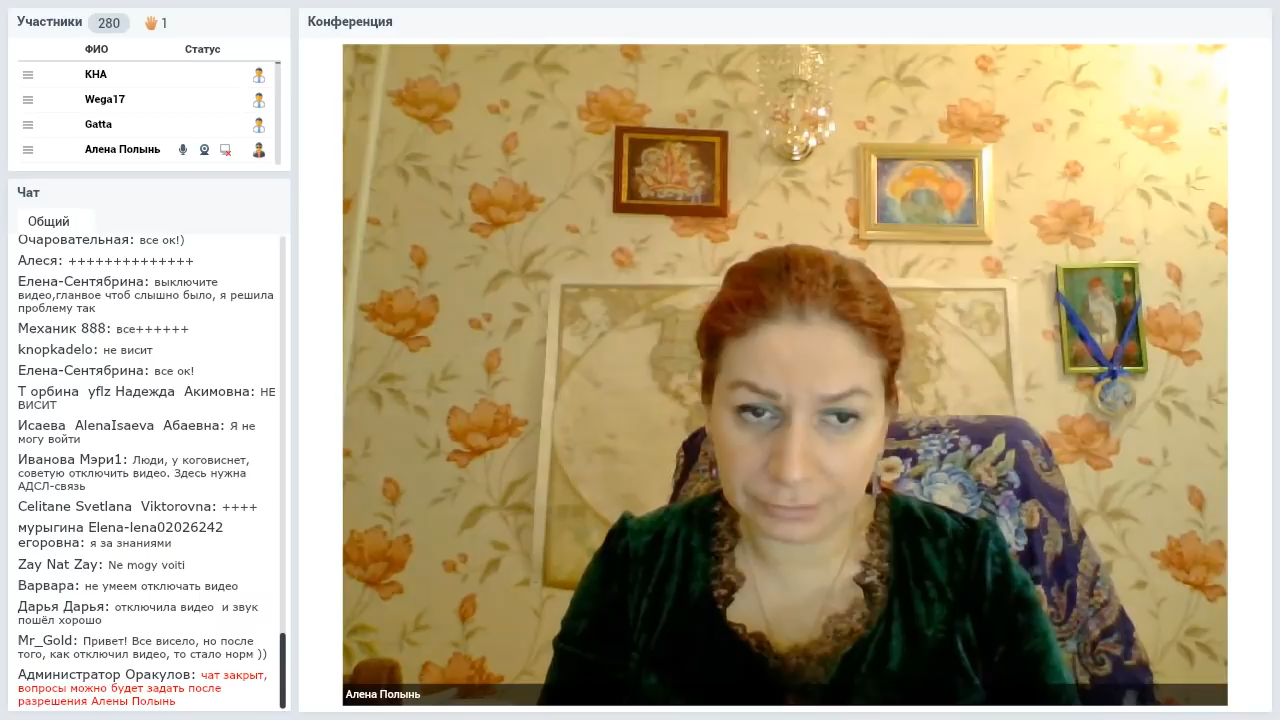 Участники 280 1
ФИО Статус
КНА
Wega17
Gatta
Алена Полынь
Чат
Общий
Очаровательная: все ок!)
Алеся: ++++++++++++++
Елена-Сентябрина: выключите
видео,гланвое чтоб слышно было, я решила
проблему так
Механик 888: все++++++
knopkadelo: не висит
Елена-Сентябрина: все ок!
Т орбина yflz Надежда Акимовна: НЕ
ВИСИТ
Исаева AlenaIsaeva Абаевна: Я не
могу войти
Иванова Мэри1: Люди, у коговиснет,
советую отключить видео. Здесь нужна
АДСЛ-связь
Celitane Svetlana Viktorovna: ++++
мурыгина Elena-lena02026242
егоровна: я за знаниями
Zay Nat Zay: Ne mogy voiti
Варвара: не умеем отключать видео
Дарья Дарья: отключила видео и звук
пошёл хорошо
Mr_Gold: Привет! Все висело, но после
того, как отключил видео, то стало норм ))
Администратор Оракулов: чат закрыт,
вопросы можно будет задать после
разрешения Алены Полынь
Конференция
Алена Полынь